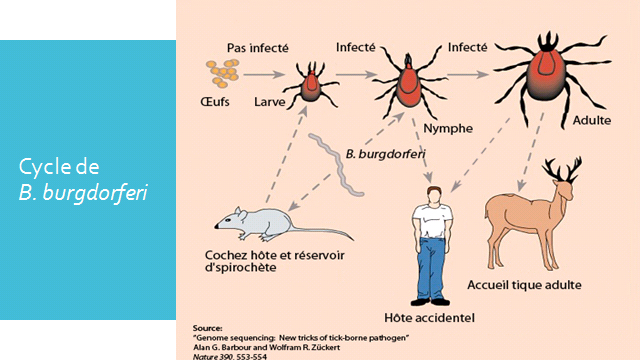 Cycle de
B. burgdorferi
Pas infecté
Infecté
Infecté
Œufs
Larve
Nymphe
Adulte
B. burgdorferi
Cochez hôte et réservoir
d'spirochète
Accueil tique adulte
Hôte accidentel
Source:
"Genome sequencing: New tricks of tick-borne pathogen"
Alan G. Barbour and Wolfram R. Zückert
Nature 390, 553-554